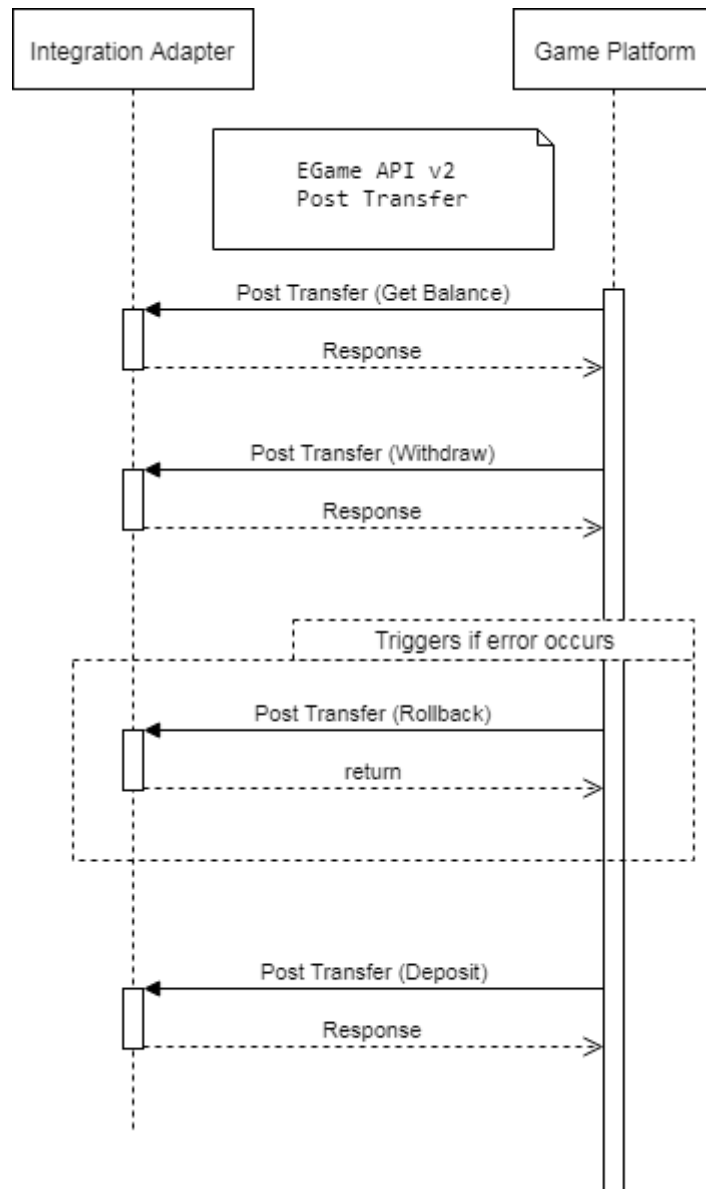 Integration Adapter
Game Platform
EGame API v2
Post Transfer
Post Transfer (Get Balance)
Response
Post Transfer (Withdraw)
Response
Triggers if error occurs
Post Transfer (Rollback)
return
Post Transfer (Deposit)
Response